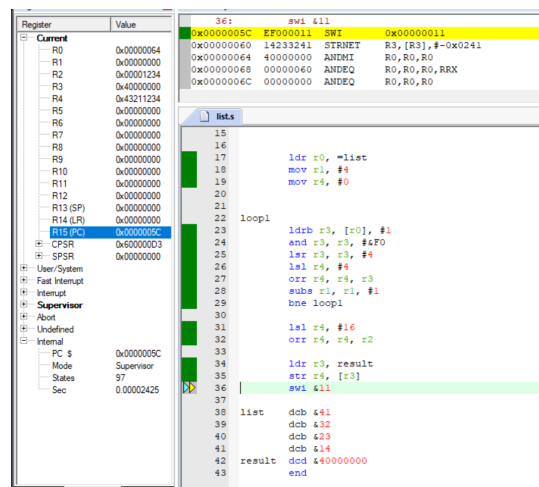 Register Value
Current
R0 0x00000064
R1 0x00000000
R2 0x00001234
R3 0x40000000
R4 0x43211234
R5 0x00000000
R6 0x00000000
R7 0x00000000
R8 0x00000000
R9 0x00000000
R10 0x00000000
R11 0x00000000
R12 0x00000000
R13 (SP) 0x00000000
R14 (LR) 0x00000000
R15 (PC) 0x0000005C
CPSR 0x600000D3
SPSR 0x00000000
User/System
Fast Interrupt
Interrupt
Supervisor
Abort
Undefined
Internal
PC $ 0x0000005C
Mode Supervisor
States 97
Sec 0.00002425
36: swi &11
0x0000005C EF000011 SWI 0x00000011
0x00000060 14233241 STRNET R3,[R3],#-0x0241
0x00000064 40000000 ANDMI R0,R0,R0
0x00000068 00000060 ANDEQ R0,R0,R0,RRX
0x0000006C 00000000 ANDEQ R0,R0,R0
list.s
15
16
17 ldr r0, =list
18 mov r1, #4
19 mov r4, #0
20
21
22 loop1
23 ldrb r3, [r0], #1
24 and r3, r3, #&F0
25 lsr r3, r3, #4
26 lsl r4, #4
27 orr r4, r4, r3
28 subs r1, r1, #1
29 bne loop1
30
31 lsl r4, #16
32 orr r4, r4, r2
33
34 ldr r3, result
35 str r4, [r3]
36 swi &11
37
38 list dcb &41
39 dcb &32
40 dcb &23
41 dcb &14
42 result dcd &40000000
43 end